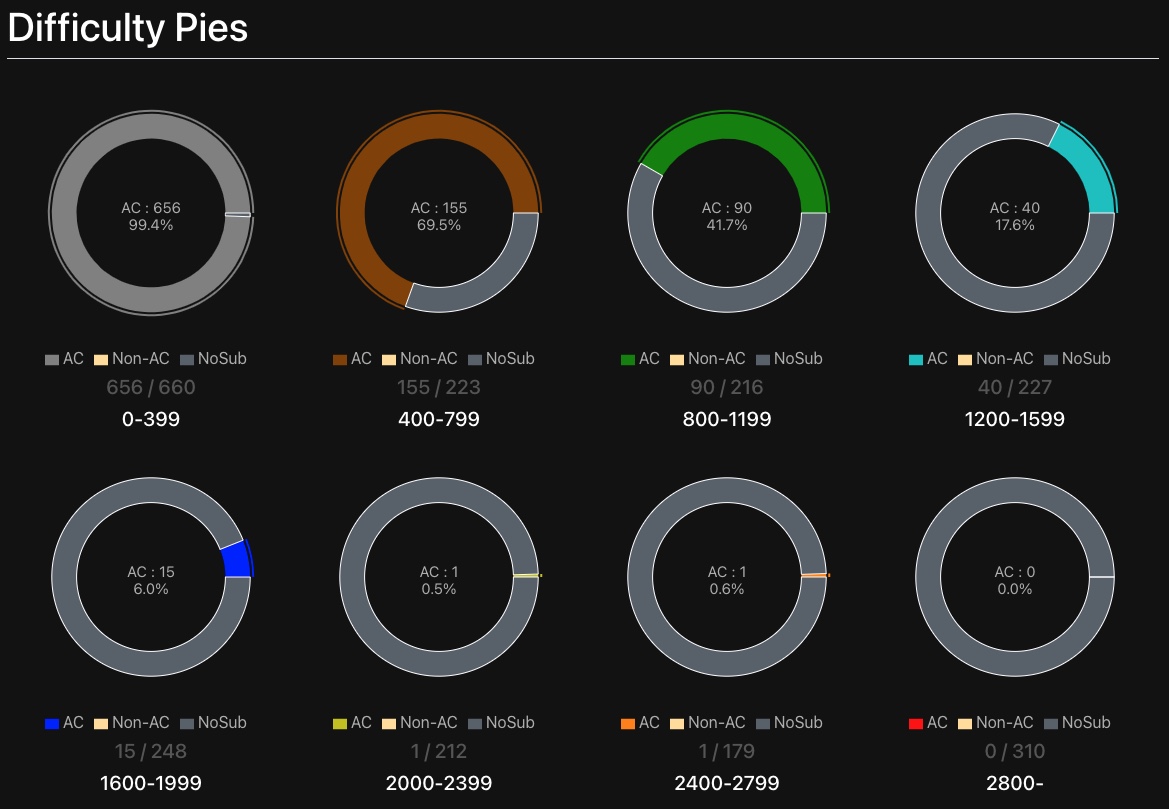 Difficulty Pies
AC : 656
99.4%
AC Non-AC NoSub
656 / 660
0-399
AC : 155
69.5%
AC Non-AC NoSub
155 / 223
400-799
AC : 90
41.7%
AC Non-AC NoSub
90 / 216
800-1199
AC : 40
17.6%
AC Non-AC NoSub
40 / 227
1200-1599
AC : 15
6.0%
AC Non-AC NoSub
15 / 248
1600-1999
AC : 1
0.5%
AC Non-AC NoSub
1 / 212
2000-2399
AC : 1
0.6%
AC Non-AC NoSub
1 / 179
2400-2799
AC : 0
0.0%
AC Non-AC NoSub
0 / 310
2800-